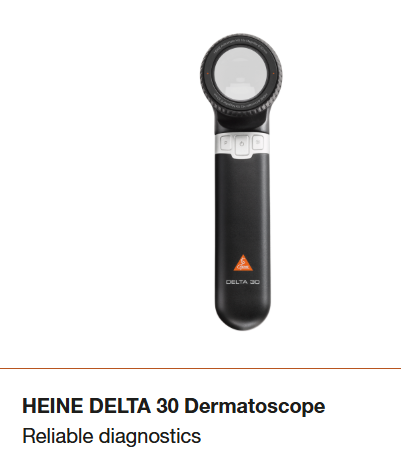 DELTA 30
HEINE DELTA 30 Dermatoscope
Reliable diagnostics